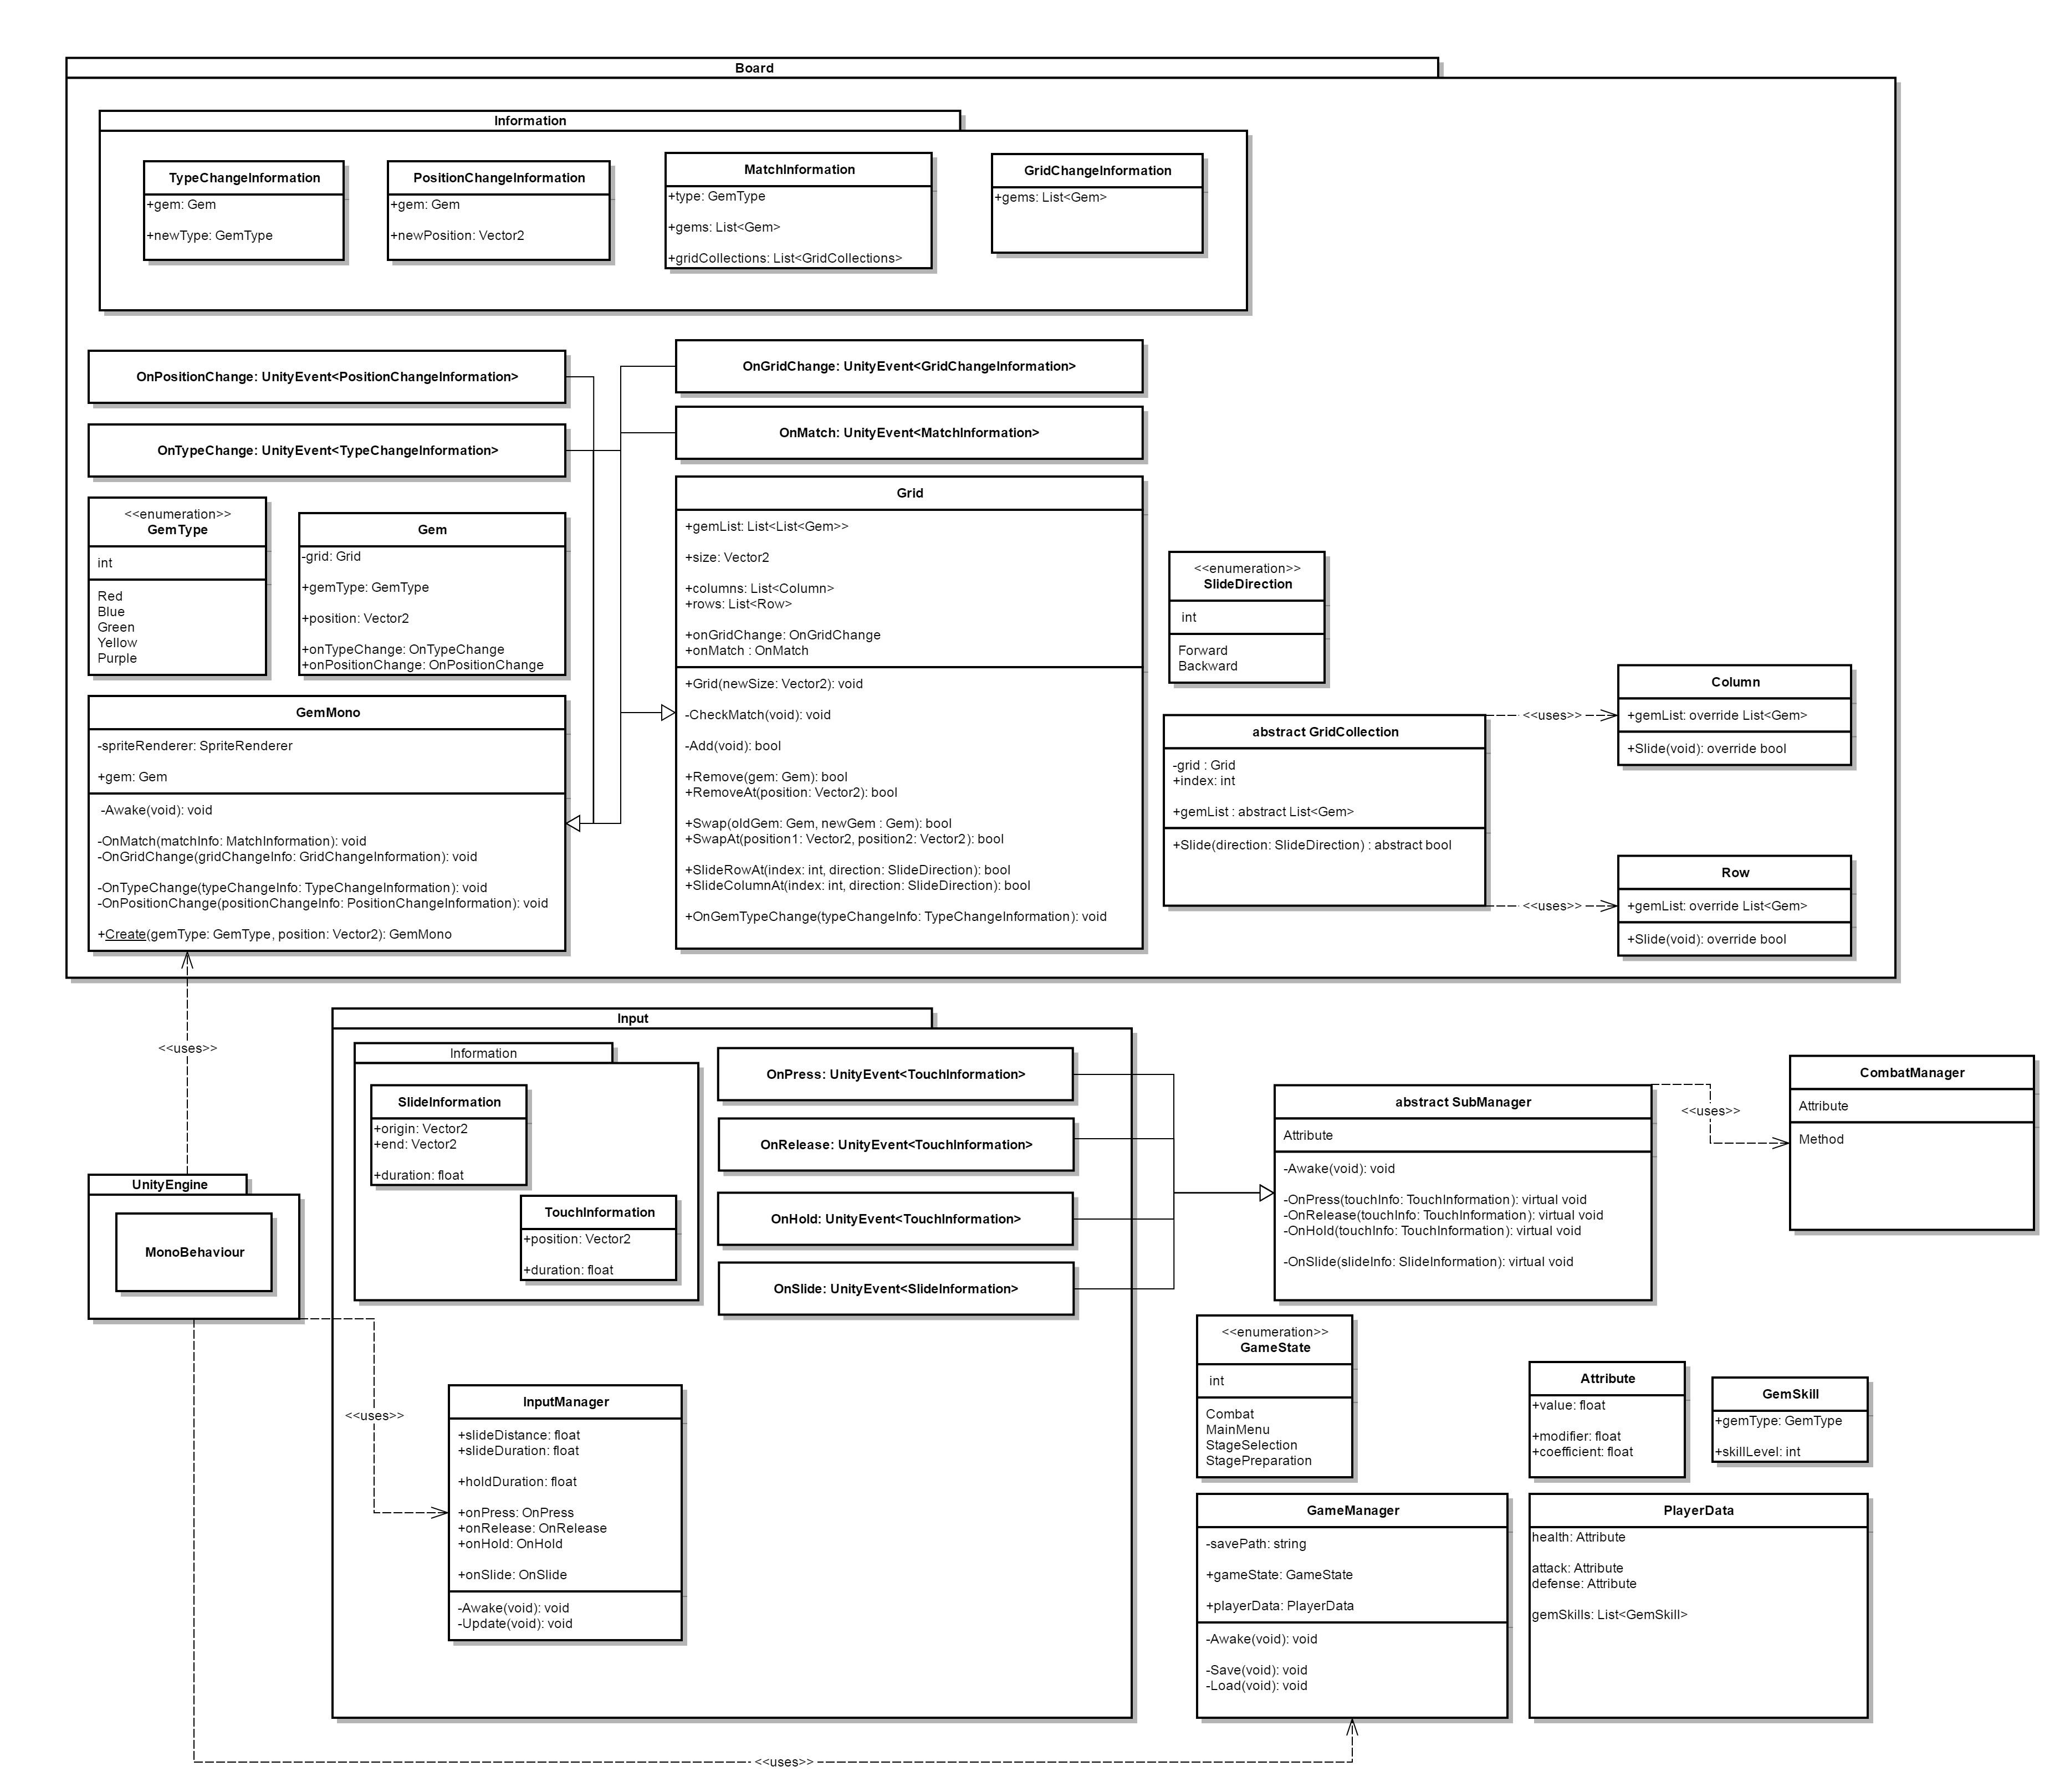 Board
Information
TypeChangeInformation
+gem: Gem
+newType: GemType
PositionChangeInformation
+gem: Gem
+newPosition: Vector2
MatchInformation
+type: GemType
+gems: List<Gem>
+gridCollections: List<GridCollections>
GridChangeInformation
+gems: List<Gem>
OnPositionChange: UnityEvent<PositionChangeInformation>
OnTypeChange: UnityEvent<TypeChangeInformation>
OnGridChange: UnityEvent<GridChangeInformation>
OnMatch: UnityEvent<MatchInformation>
<<enumeration>>
GemType
int
Red
Blue
Green
Yellow
Purple
Gem
-grid: Grid
+gemType: GemType
+position: Vector2
+onTypeChange: OnTypeChange
+onPositionChange: OnPositionChange
GemMono
-spriteRenderer: SpriteRenderer
+gem: Gem
-Awake(void): void
-OnMatch(matchInfo: MatchInformation): void
-OnGridChange(gridChangeInfo: GridChangeInformation): void
-OnTypeChange(typeChangeInfo: TypeChangeInformation): void
-OnPositionChange(positionChangeInfo: PositionChangeInformation): void
+Create(gemType: GemType, position: Vector2): GemMono
Grid
+gemList: List<List<Gem>>
+size: Vector2
+columns: List<Column>
+rows: List<Row>
+onGridChange: OnGridChange
+onMatch : OnMatch
+Grid(newSize: Vector2): void
-CheckMatch(void): void
-Add(void): bool
+Remove(gem: Gem): bool
+RemoveAt(position: Vector2): bool
+Swap(oldGem: Gem, newGem : Gem): bool
+SwapAt(position1: Vector2, position2: Vector2): bool
+SlideRowAt(index: int, direction: SlideDirection): bool
+SlideColumnAt(index: int, direction: SlideDirection): bool
+OnGemTypeChange(typeChangeInfo: TypeChangeInformation): void
<<enumeration>>
SlideDirection
int
Forward
Backward
abstract GridCollection
-grid : Grid
+index: int
+gemList : abstract List<Gem>
+Slide(direction: SlideDirection) : abstract bool
<<uses>>
<<uses>>
Column
+gemList: override List<Gem>
+Slide(void): override bool
Row
+gemList: override List<Gem>
+Slide(void): override bool
<<uses>>
UnityEngine
MonoBehaviour
Input
Information
SlideInformation
+origin: Vector2
+end: Vector2
+duration: float
TouchInformation
+position: Vector2
+duration: float
OnPress: UnityEvent<TouchInformation>
OnRelease: UnityEvent<TouchInformation>
OnHold: UnityEvent<TouchInformation>
OnSlide: UnityEvent<SlideInformation>
<<uses>>
InputManager
+slideDistance: float
+slideDuration: float
+holdDuration: float
+onPress: OnPress
+onRelease: OnRelease
+onHold: OnHold
+onSlide: OnSlide
-Awake(void): void
-Update(void): void
abstract SubManager
Attribute
-Awake(void): void
-OnPress(touchInfo: TouchInformation): virtual void
-OnRelease(touchInfo: TouchInformation): virtual void
-OnHold(touchInfo: TouchInformation): virtual void
-OnSlide(slideInfo: SlideInformation): virtual void
<<uses>>
CombatManager
Attribute
Method
<<enumeration>>
GameState
int
Combat
MainMenu
StageSelection
StagePreparation
Attribute
+value: float
+modifier: float
+coefficient: float
GemSkill
+gemType: GemType
+skillLevel: int
GameManager
-savePath: string
+gameState: GameState
+playerData: PlayerData
-Awake(void): void
-Save(void): void
-Load(void): void
PlayerData
health: Attribute
attack: Attribute
defense: Attribute
gemSkills: List<GemSkill>
<<uses>>